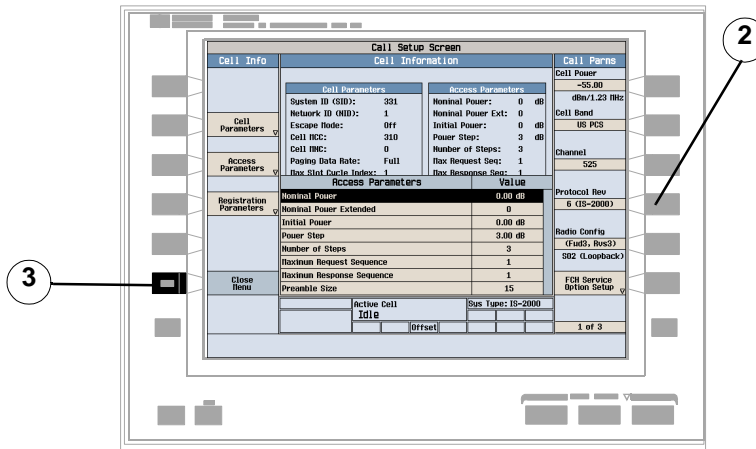 Call Setup Screen
Cell Info
Cell Information
Call Parms
Cell Parameters
System ID (SID): 331
Network ID (NID): 1
Escape Mode: Off
Cell MCC: 310
Cell MNC: 0
Paging Data Rate: Full
Max Slot Cycle Index: 1
Access Parameters
Nominal Power: 0 dB
Nominal Power Ext: 0
Initial Power: 0 dB
Power Step: 3 dB
Number of Steps: 3
Max Request Seq: 1
Max Response Seq: 1
Cell
Parameters
Access
Parameters
Registration
Parameters
Close
Menu
Access Parameters Value
Nominal Power 0.00 dB
Nominal Power Extended 0
Initial Power 0.00 dB
Power Step 3.00 dB
Number of Steps 3
Maximum Request Sequence 1
Maximum Response Sequence 1
Preamble Size 15
Active Cell
Idle
Sys Type: IS-2000
Offset
Cell Power
-55.00
dBm/1.23 MHz
Cell Band
US PCS
Channel
525
Protocol Rev
6 (IS-2000)
Radio Config
(Fwd3, Rvs3)
SO2 (Loopback)
FCH Service
Option Setup
1 of 3
2
3